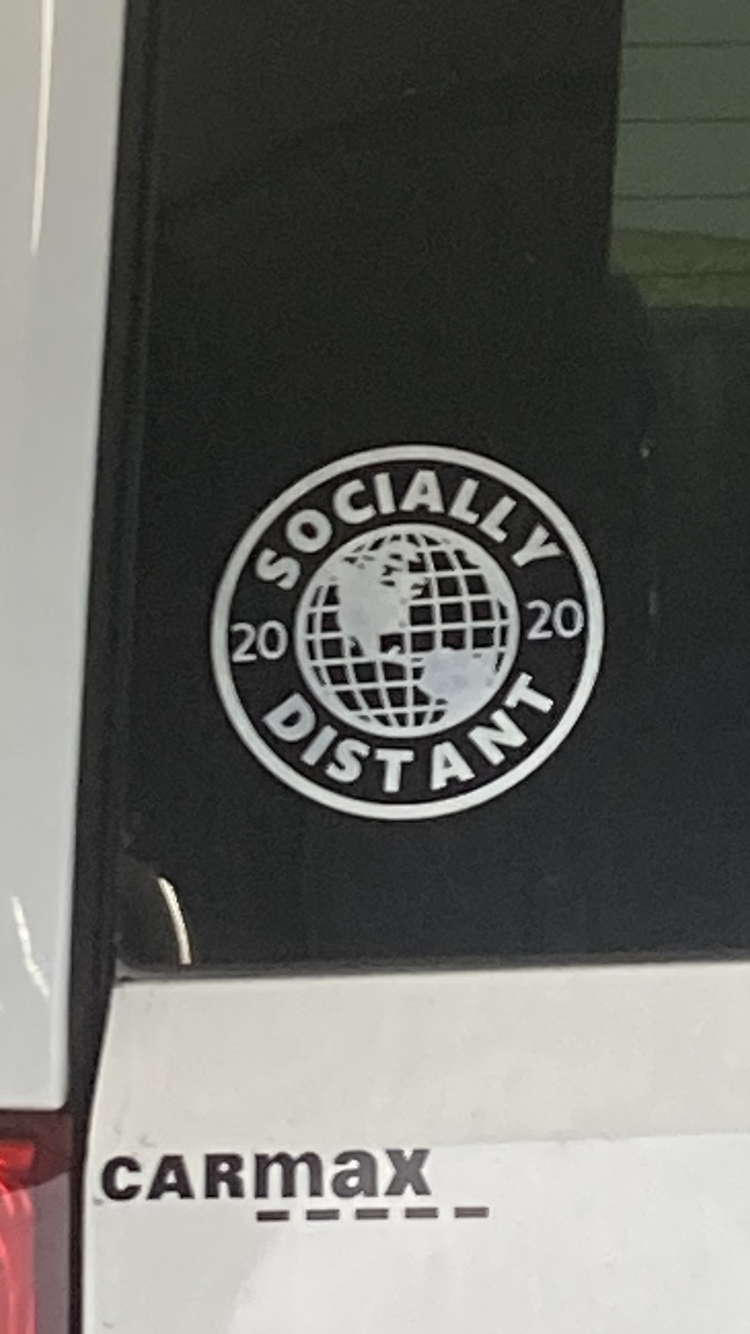 SOCIALLY
20 20
DISTANT
CARmax